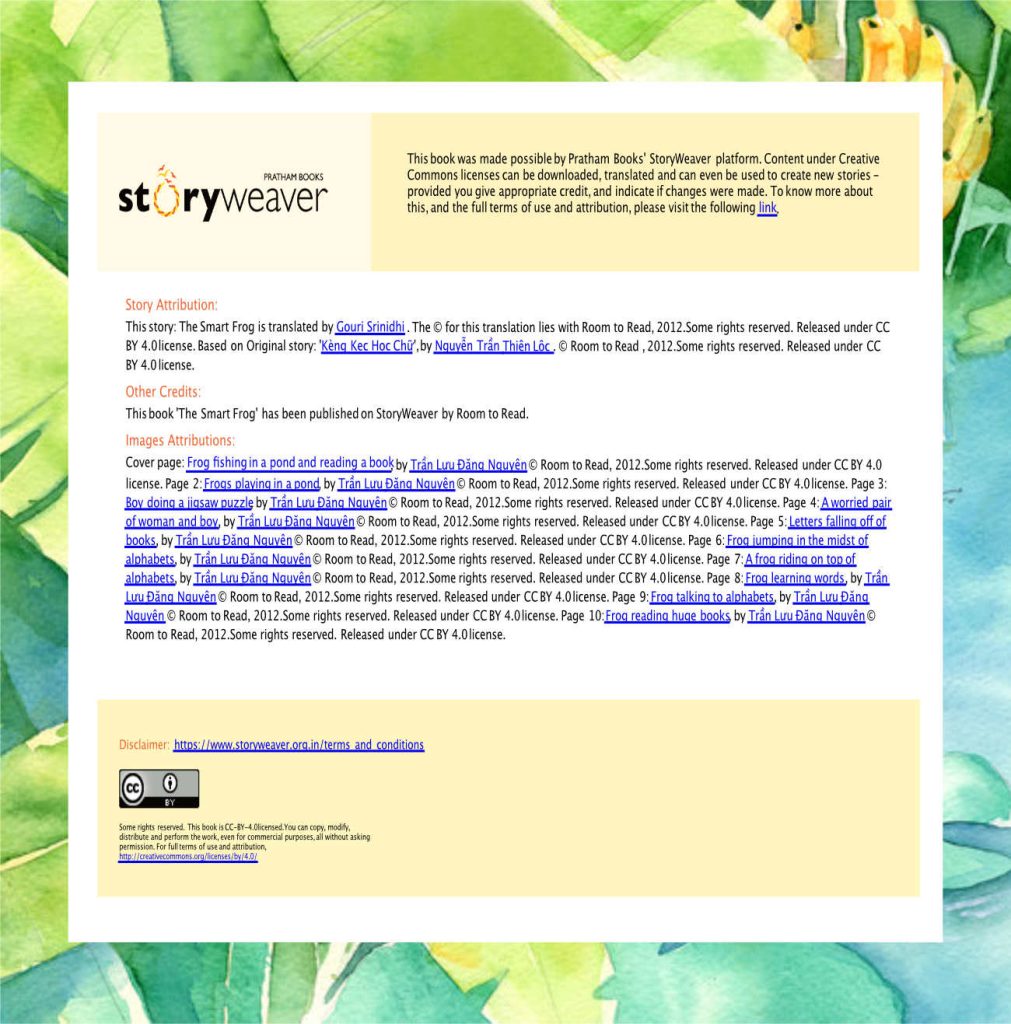 PRATHAM BOOKS
storyweaver
This book was made possible by Pratham Books' StoryWeaver platform. Content under Creative
Commons licenses can be downloaded, translated and can even be used to create new stories -
provided you give appropriate credit, and indicate if changes were made. To know more about
this, and the full terms of use and attribution, please visit the following link.
Story Attribution:
This story: The Smart Frog is translated by Gouri Srinidhi . The © for this translation lies with Room to Read, 2012.Some rights reserved. Released under CC
BY 4.0 license. Based on Original story: 'Kèng Kec Hoc Chữ', by Nguyễn Trần Thiên Lôc . © Room to Read , 2012.Some rights reserved. Released under CC
BY 4.0 license.
Other Credits:
This book 'The Smart Frog' has been published on StoryWeaver by Room to Read.
Images Attributions:
Cover page: Frog fishing in a pond and reading a book by Trần Lưu Đăng Nguyên © Room to Read, 2012.Some rights reserved. Released under CC BY 4.0
license. Page 2: Frogs playing in a pond, by Trần Lưu Đăng Nguyên © Room to Read, 2012.Some rights reserved. Released under CC BY 4.0 license. Page 3:
Boy doing a jigsaw puzzle by Trần Lưu Đăng Nguyên © Room to Read, 2012.Some rights reserved. Released under CC BY 4.0 license. Page 4: A worried pair
of woman and boy, by Trần Lưu Đăng Nguyên © Room to Read, 2012.Some rights reserved. Released under CC BY 4.0 license. Page 5: Letters falling off of
books, by Trần Lưu Đăng Nguyên © Room to Read, 2012.Some rights reserved. Released under CC BY 4.0 license. Page 6: Frog jumping in the midst of
alphabets, by Trần Lưu Đăng Nguyên © Room to Read, 2012.Some rights reserved. Released under CC BY 4.0 license. Page 7: A frog riding on top of
alphabets, by Trần Lưu Đăng Nguyên © Room to Read, 2012.Some rights reserved. Released under CC BY 4.0 license. Page 8: Frog learning words, by Trần
Lưu Đăng Nguyên © Room to Read, 2012.Some rights reserved. Released under CC BY 4.0 license. Page 9: Frog talking to alphabets, by Trần Lưu Đăng
Nguyên © Room to Read, 2012.Some rights reserved. Released under CC BY 4.0 license. Page 10: Frog reading huge books, by Trần Lưu Đăng Nguyên ©
Room to Read, 2012.Some rights reserved. Released under CC BY 4.0 license.
Disclaimer: https://www.storyweaver.org.in/terms_and_conditions
cc BY
Some rights reserved. This book is CC-BY-4.0 licensed. You can copy, modify,
distribute and perform the work, even for commercial purposes, all without asking
permission. For full terms of use and attribution,
http://creativecommons.org/licenses/by/4.0/